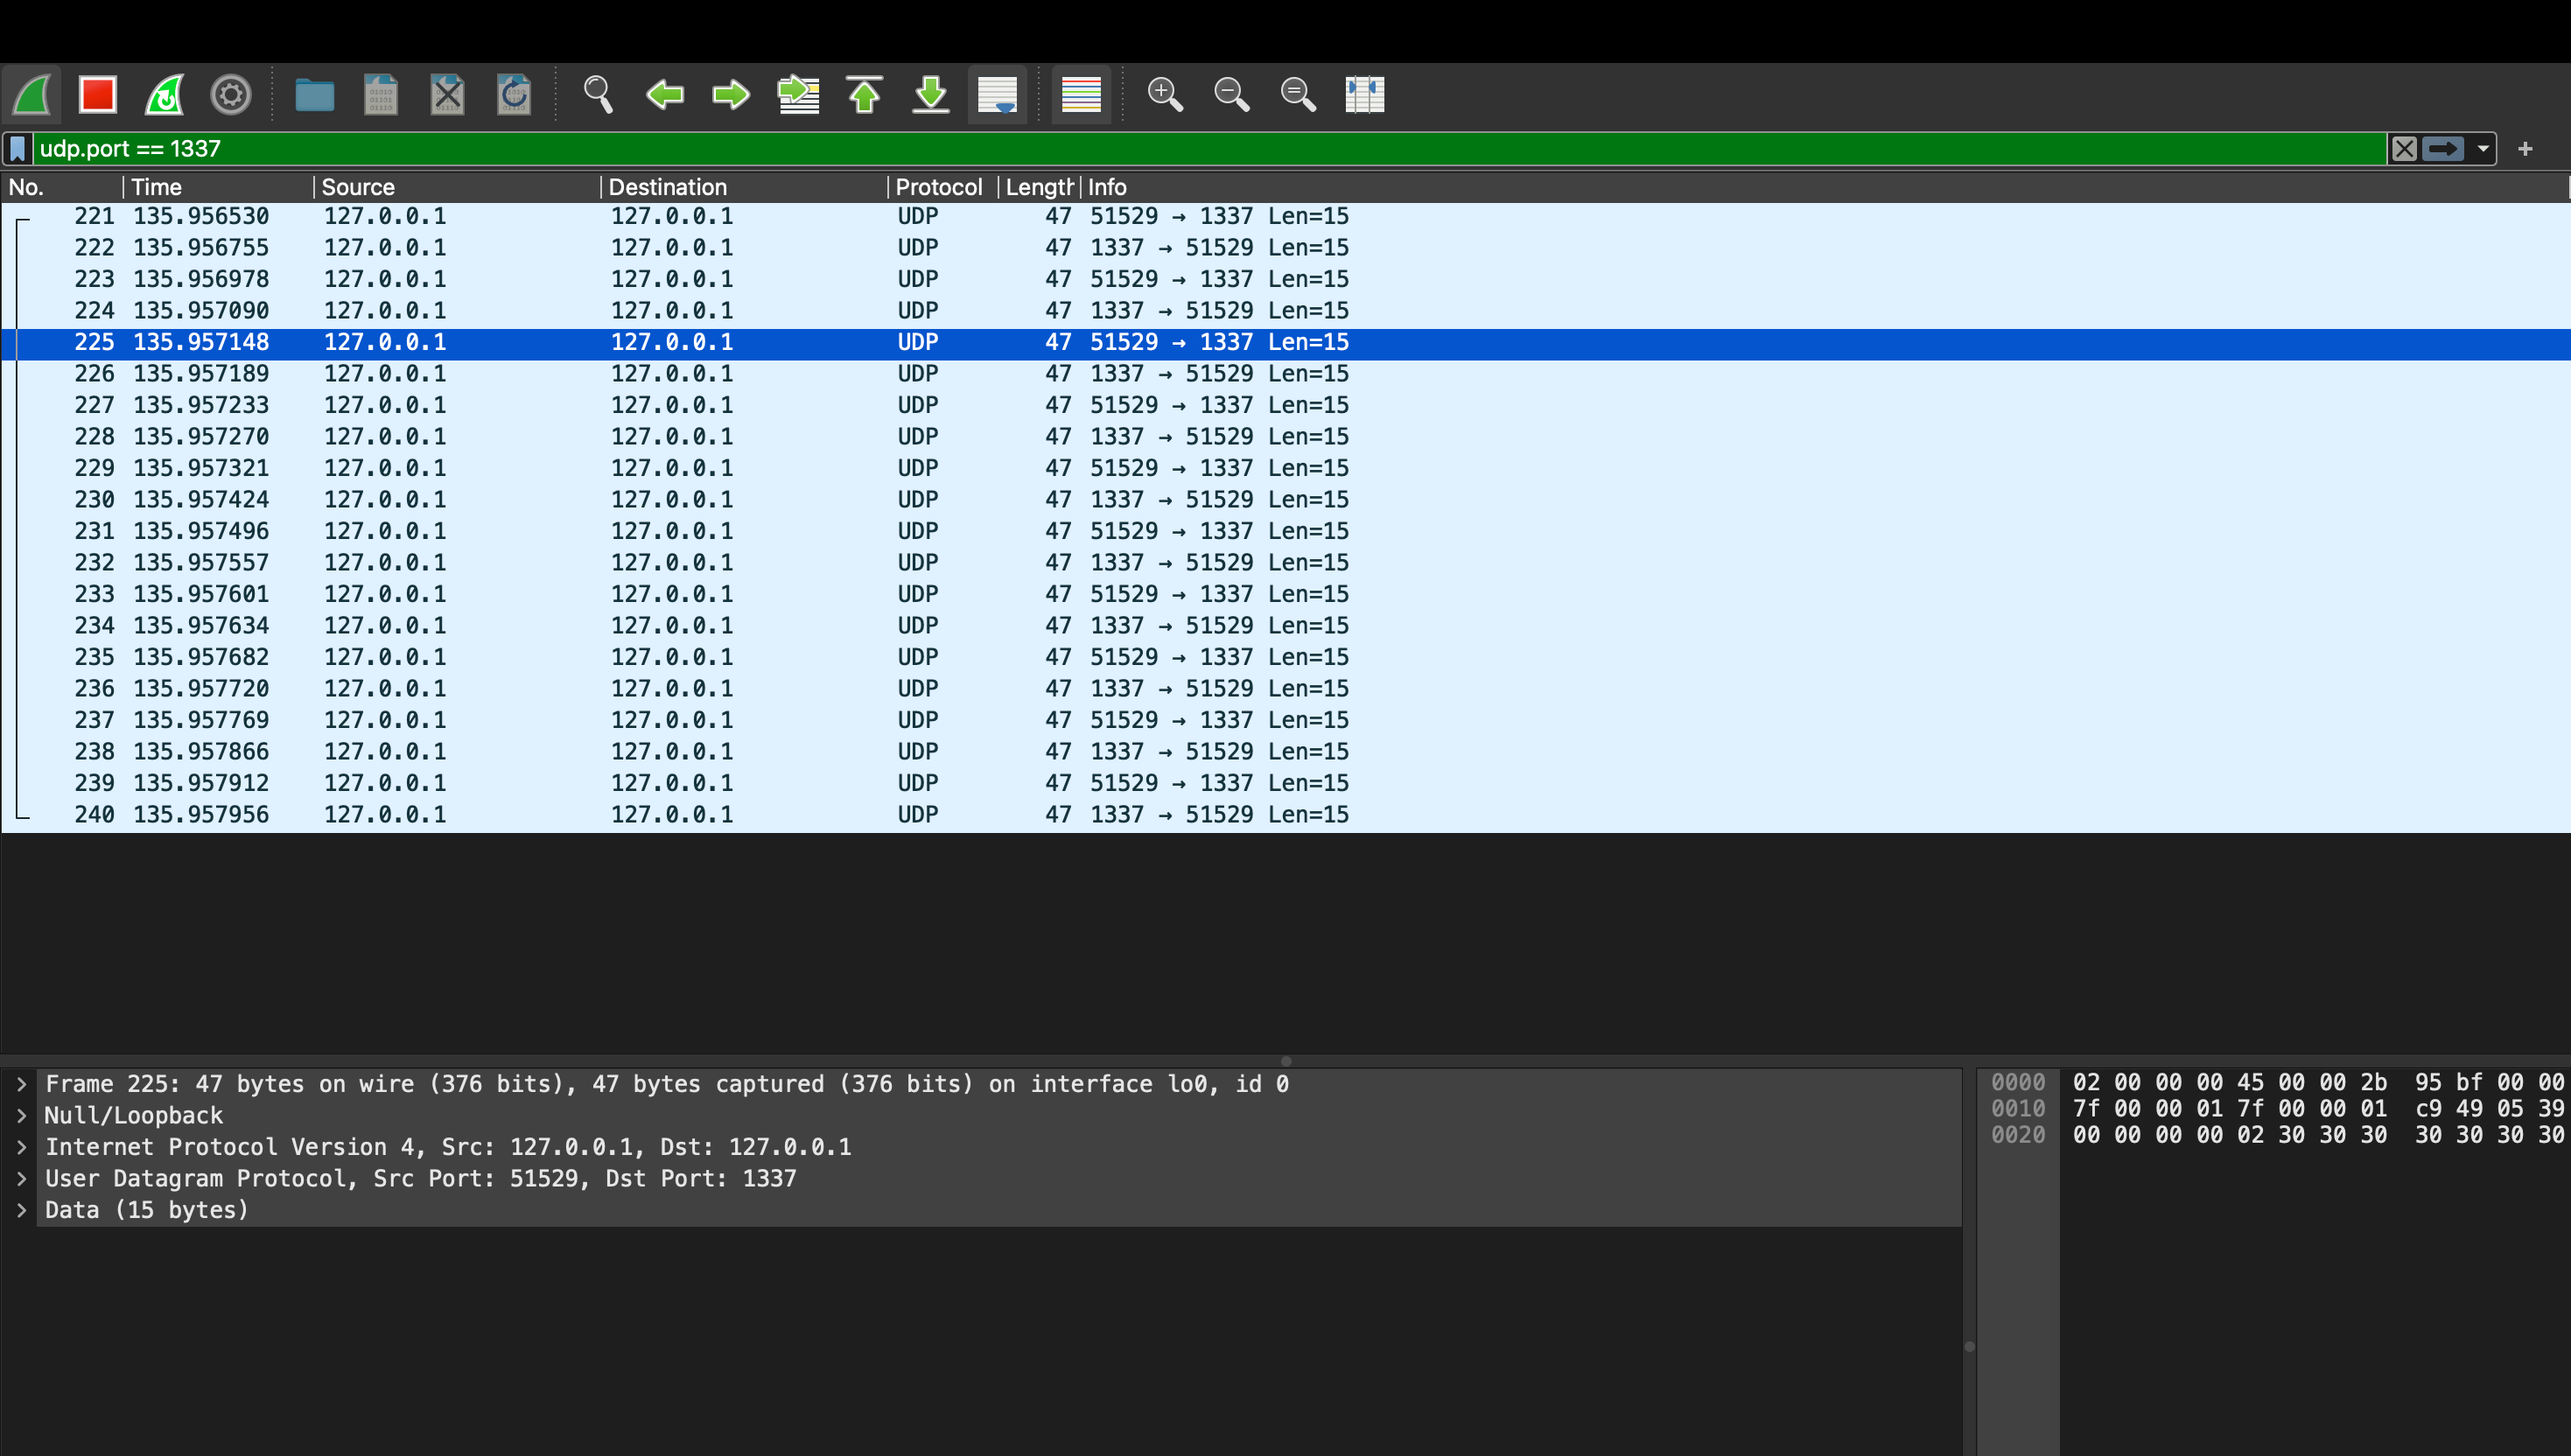 udp.port == 1337
No. Time Source Destination Protocol Length Info
221 135.956530 127.0.0.1 127.0.0.1 UDP 47 51529 → 1337 Len=15
222 135.956755 127.0.0.1 127.0.0.1 UDP 47 1337 → 51529 Len=15
223 135.956978 127.0.0.1 127.0.0.1 UDP 47 51529 → 1337 Len=15
224 135.957090 127.0.0.1 127.0.0.1 UDP 47 1337 → 51529 Len=15
225 135.957148 127.0.0.1 127.0.0.1 UDP 47 51529 → 1337 Len=15
226 135.957189 127.0.0.1 127.0.0.1 UDP 47 1337 → 51529 Len=15
227 135.957233 127.0.0.1 127.0.0.1 UDP 47 51529 → 1337 Len=15
228 135.957270 127.0.0.1 127.0.0.1 UDP 47 1337 → 51529 Len=15
229 135.957321 127.0.0.1 127.0.0.1 UDP 47 51529 → 1337 Len=15
230 135.957424 127.0.0.1 127.0.0.1 UDP 47 1337 → 51529 Len=15
231 135.957496 127.0.0.1 127.0.0.1 UDP 47 51529 → 1337 Len=15
232 135.957557 127.0.0.1 127.0.0.1 UDP 47 1337 → 51529 Len=15
233 135.957601 127.0.0.1 127.0.0.1 UDP 47 51529 → 1337 Len=15
234 135.957634 127.0.0.1 127.0.0.1 UDP 47 1337 → 51529 Len=15
235 135.957682 127.0.0.1 127.0.0.1 UDP 47 51529 → 1337 Len=15
236 135.957720 127.0.0.1 127.0.0.1 UDP 47 1337 → 51529 Len=15
237 135.957769 127.0.0.1 127.0.0.1 UDP 47 51529 → 1337 Len=15
238 135.957866 127.0.0.1 127.0.0.1 UDP 47 1337 → 51529 Len=15
239 135.957912 127.0.0.1 127.0.0.1 UDP 47 51529 → 1337 Len=15
240 135.957956 127.0.0.1 127.0.0.1 UDP 47 1337 → 51529 Len=15
Frame 225: 47 bytes on wire (376 bits), 47 bytes captured (376 bits) on interface lo0, id 0
Null/Loopback
Internet Protocol Version 4, Src: 127.0.0.1, Dst: 127.0.0.1
User Datagram Protocol, Src Port: 51529, Dst Port: 1337
Data (15 bytes)
0000 02 00 00 00 45 00 00 2b 95 bf 00 00
0010 7f 00 00 01 7f 00 00 01 c9 49 05 39
0020 00 00 00 00 02 30 30 30 30 30 30 30